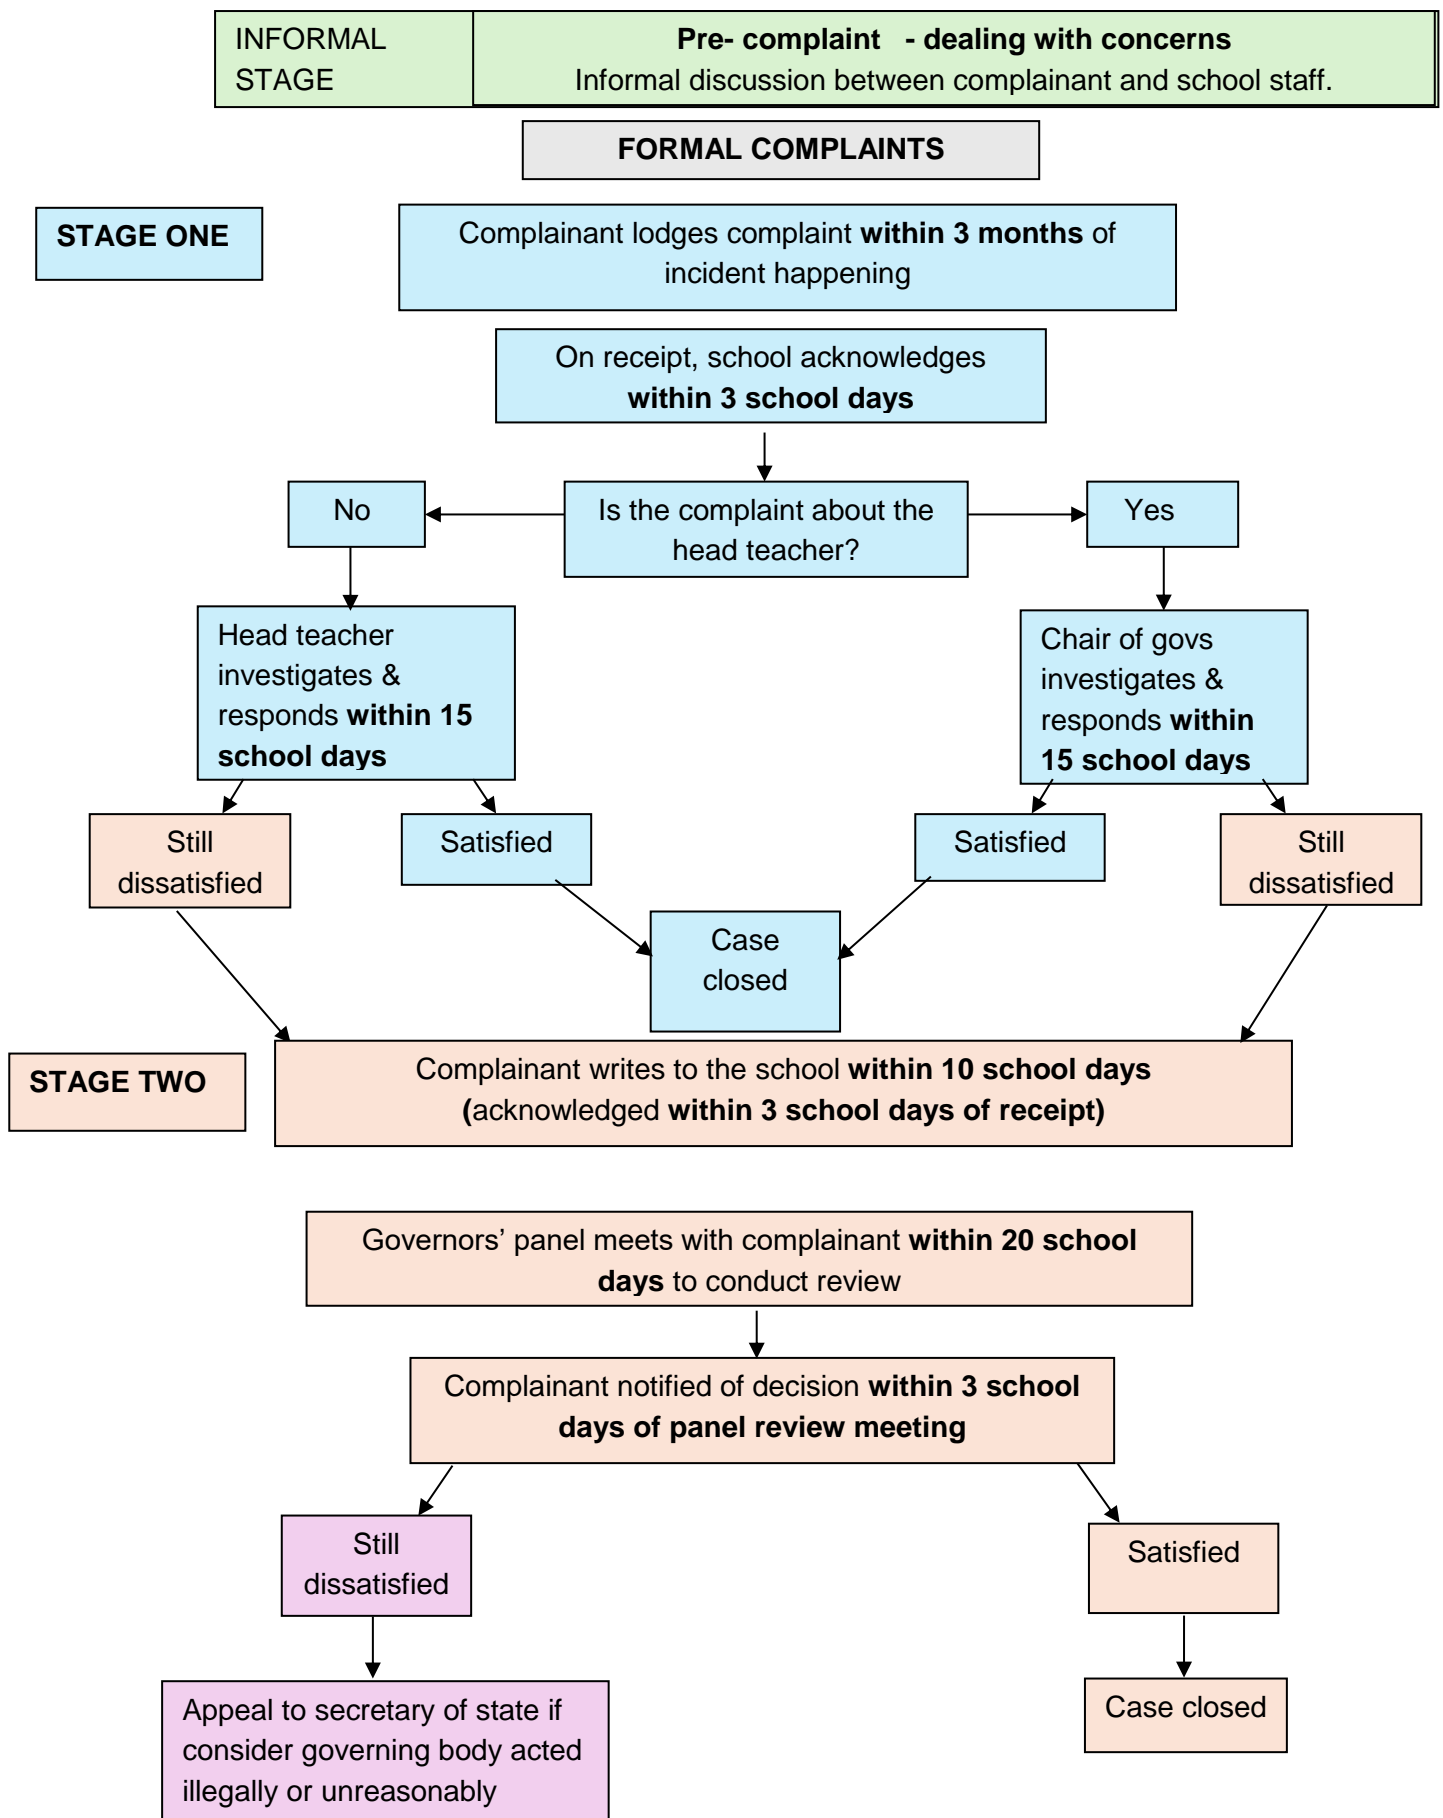 INFORMAL
STAGE
Pre- complaint   - dealing with concerns
Informal discussion between complainant and school staff.
FORMAL COMPLAINTS
STAGE ONE
Complainant lodges complaint within 3 months of
incident happening
On receipt, school acknowledges
within 3 school days
No
Is the complaint about the
head teacher?
Yes
Head teacher
investigates &
responds within 15
school days
Chair of govs
investigates &
responds within
15 school days
Still
dissatisfied
Satisfied
Satisfied
Still
dissatisfied
Case
closed
STAGE TWO
Complainant writes to the school within 10 school days
(acknowledged within 3 school days of receipt)
Governors’ panel meets with complainant within 20 school
days to conduct review
Complainant notified of decision within 3 school
days of panel review meeting
Still
dissatisfied
Satisfied
Appeal to secretary of state if
consider governing body acted
illegally or unreasonably
Case closed